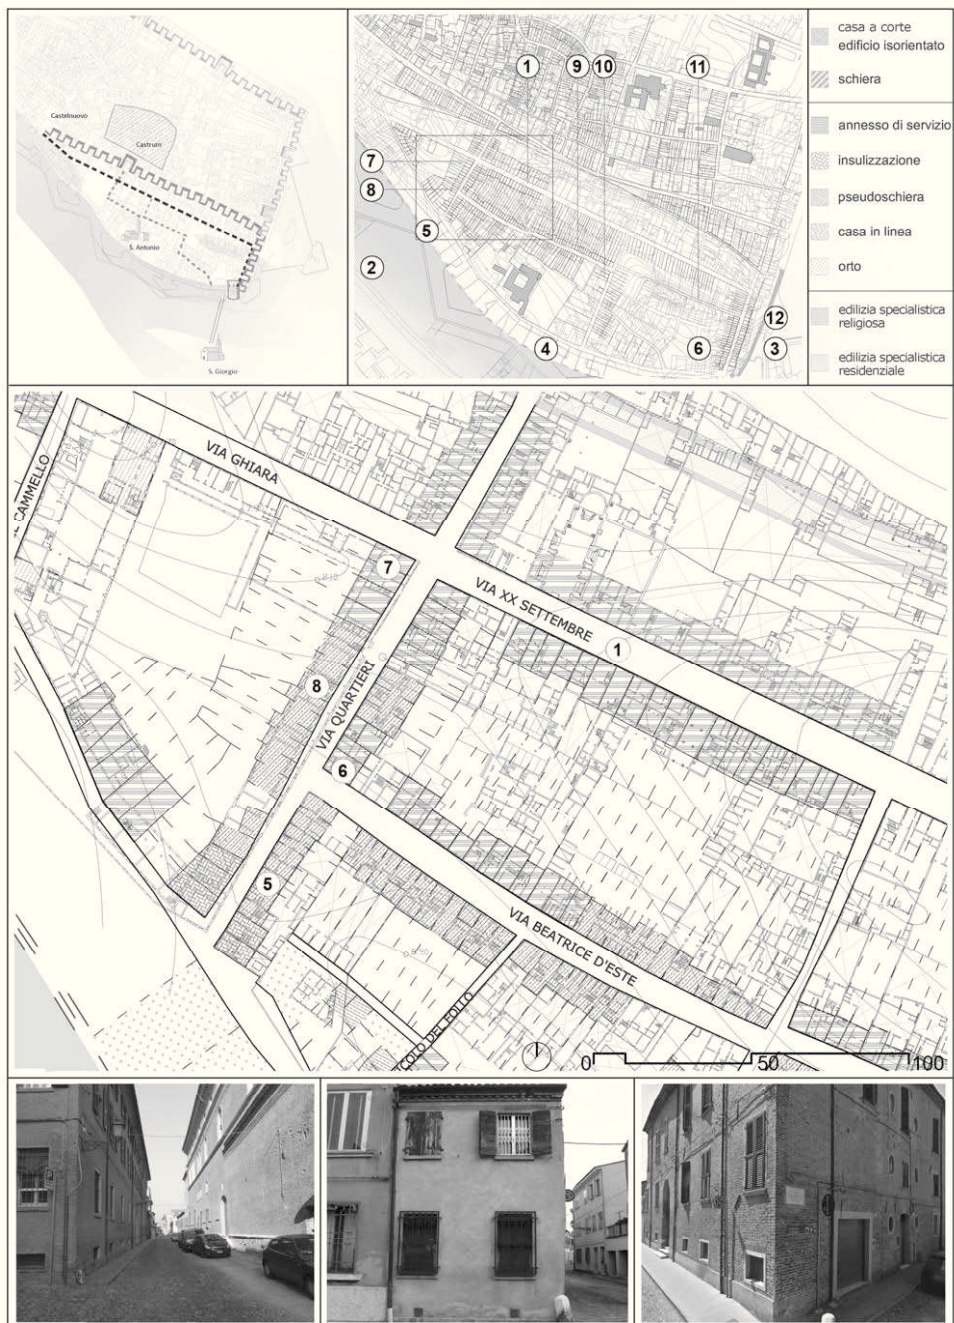 Castelnuovo
Castrum
S. Antonio
S. Giorgio
1
9
10
11
7
8
5
2
4
6
12
3
casa a corte
edificio isorientato
schiera
annesso di servizio
insulizzazione
pseudoschiera
casa in linea
orto
edilizia specialistica
religiosa
edilizia specialistica
residenziale
CAMMELLO
VIA GHIARA
7
VIA XX SETTEMBRE
1
8
VIA QUARTIERI
6
5
VIA BEATRICE D'ESTE
COLO DEL FOLLO
0
50
100